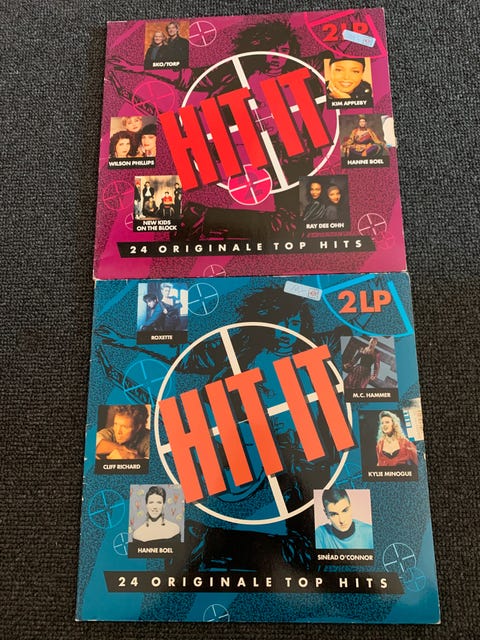 2LP
SKO/TORP
KIM APPLEBY
HIT IT
WILSON PHILLIPS
HANNE BOEL
NEW KIDS
ON THE BLOCK
RAY DEE OHH
24 ORIGINALE TOP HITS
2LP
ROXETTE
M.C. HAMMER
HIT IT
CLIFF RICHARD
KYLIE MINOGUE
HANNE BOEL
SINÉAD O'CONNOR
24 ORIGINALE TOP HITS